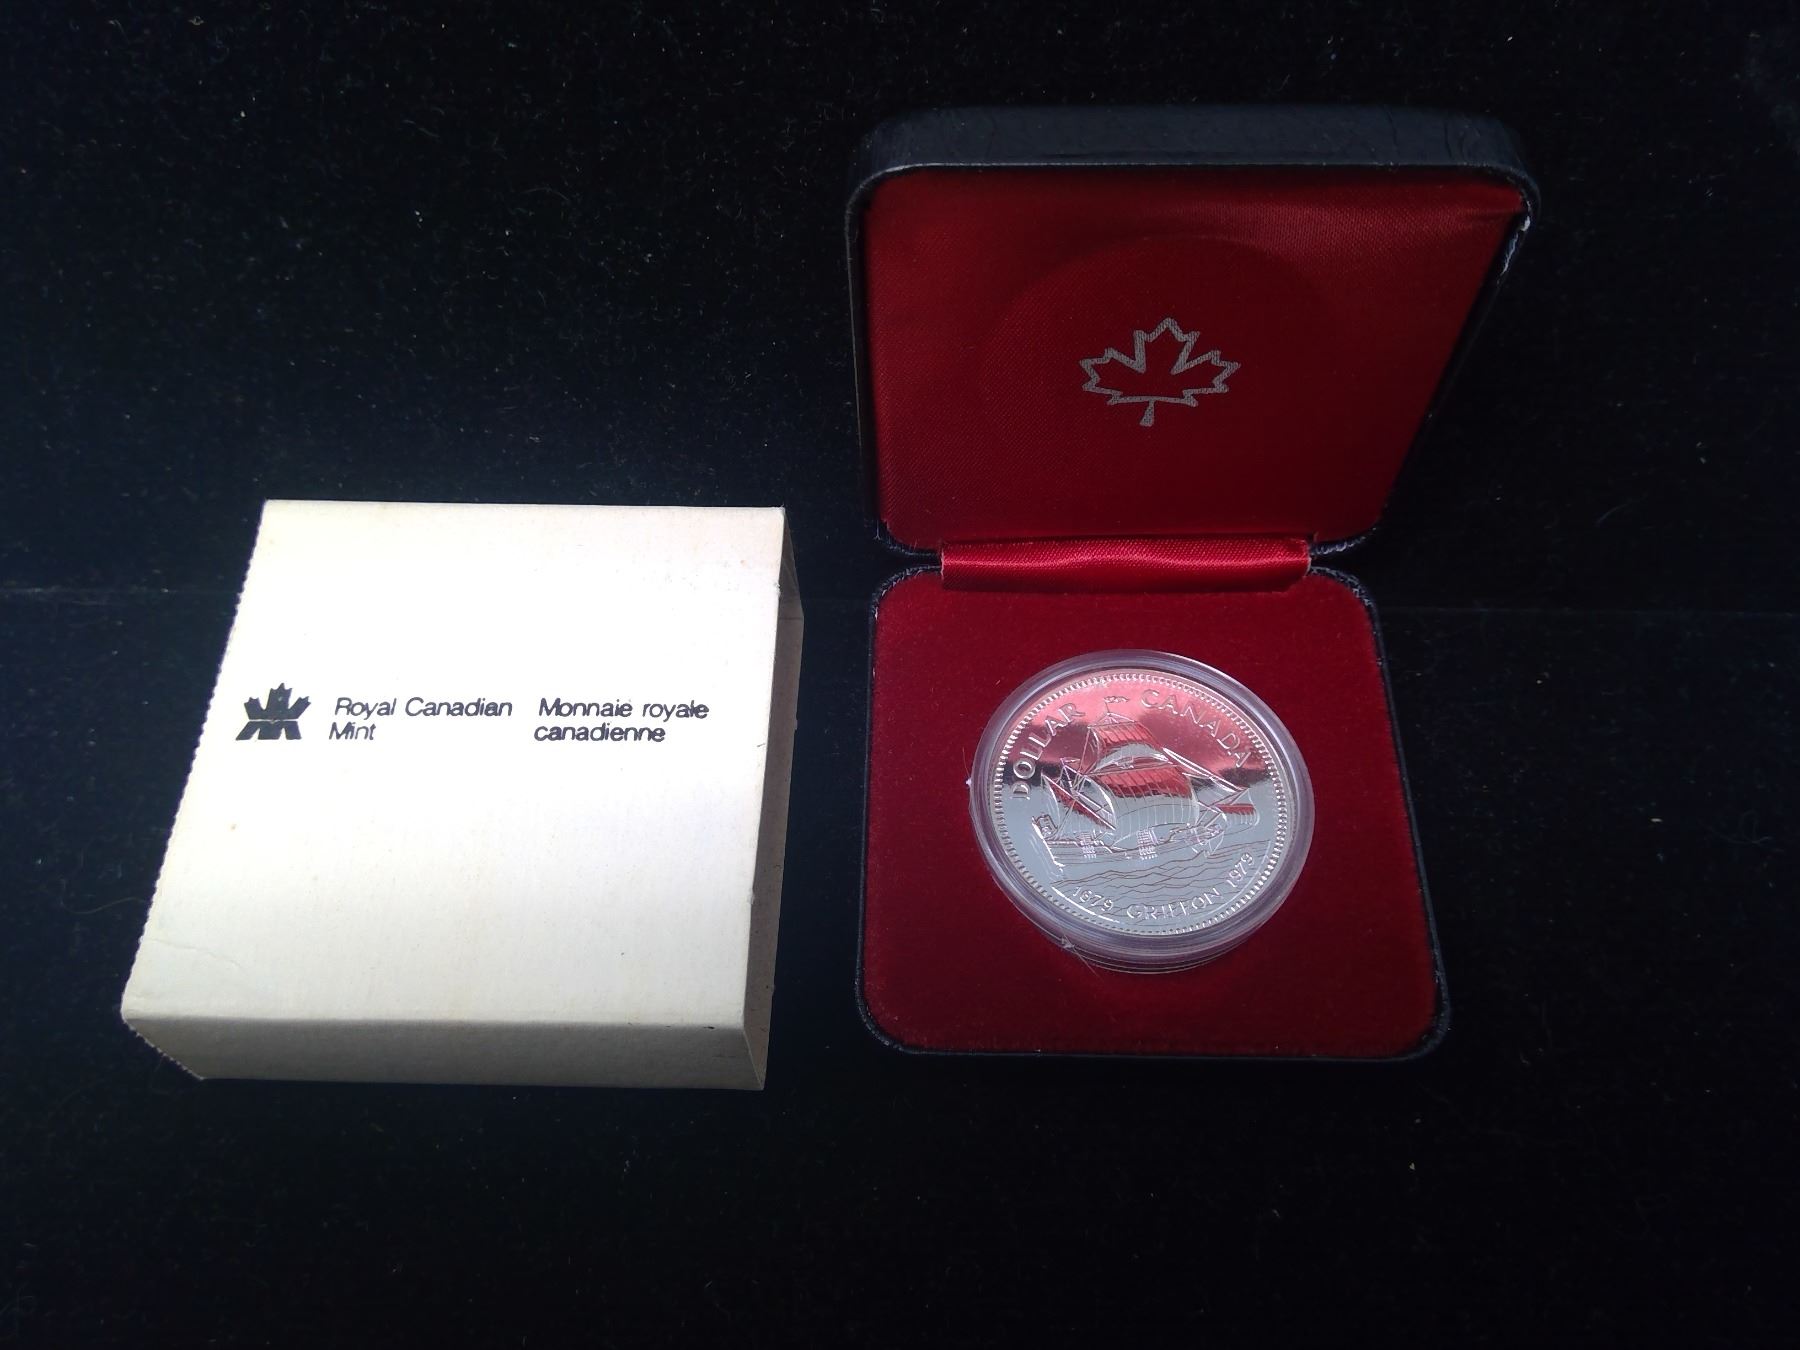 Royal Canadian Mint
Monnaie royale canadienne
DOLLAR CANADA
1679 GRIFFON 1979